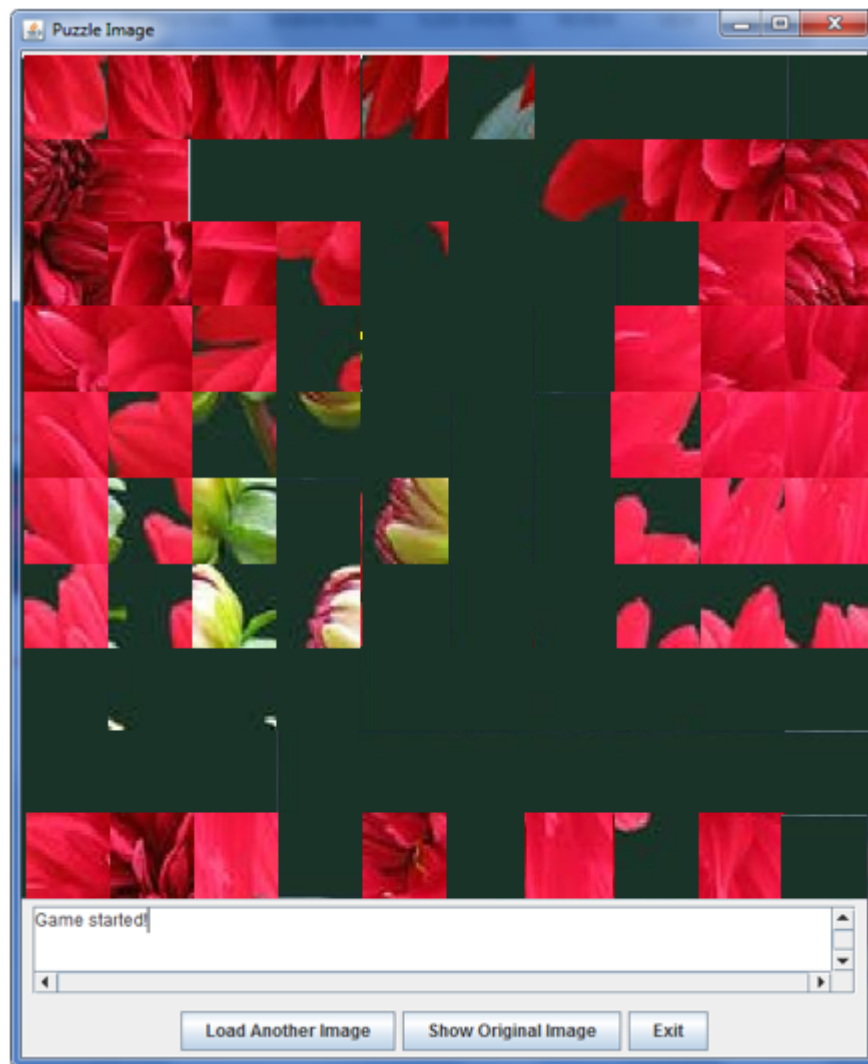 Puzzle Image
Game started!
Load Another Image
Show Original Image
Exit